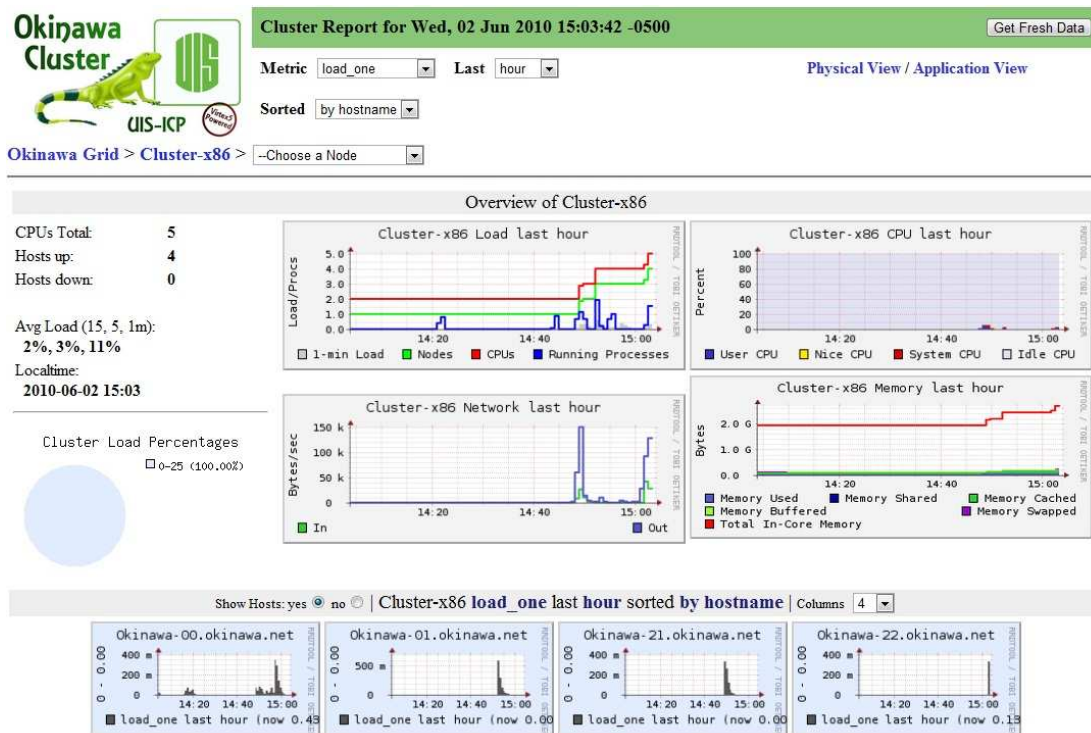 Okinawa
Cluster
UIS
UIS-ICP
Virtex5
Powered
Cluster Report for Wed, 02 Jun 2010 15:03:42 -0500
Get Fresh Data
Metric load_one Last hour
Physical View / Application View
Sorted by hostname
Okinawa Grid > Cluster-x86 > --Choose a Node
Overview of Cluster-x86
CPUs Total: 5
Hosts up: 4
Hosts down: 0
Avg Load (15, 5, 1m):
2%, 3%, 11%
Localtime:
2010-06-02 15:03
Cluster Load Percentages
0-25 (100.00%)
Cluster-x86 Load last hour
Load/Procs
5.0
4.0
3.0
2.0
1.0
0.0
14:20 14:40 15:00
1-min Load Nodes CPUs Running Processes
RRDTOOL / TOBI OETIKER
Cluster-x86 CPU last hour
Percent
100
80
60
40
20
0
14:20 14:40 15:00
User CPU Nice CPU System CPU Idle CPU
RRDTOOL / TOBI OETIKER
Cluster-x86 Network last hour
Bytes/sec
150 k
100 k
50 k
0
14:20 14:40 15:00
In Out
RRDTOOL / TOBI OETIKER
Cluster-x86 Memory last hour
Bytes
2.0 G
1.0 G
0.0
14:20 14:40 15:00
Memory Used Memory Shared Memory Cached
Memory Buffered Memory Swapped
Total In-Core Memory
RRDTOOL / TOBI OETIKER
Show Hosts: yes no | Cluster-x86 load_one last hour sorted by hostname | Columns 4
Okinawa-00.okinawa.net
0 - 0.00
400 m
200 m
0
14:20 14:40 15:00
load_one last hour (now 0.43
RRDTOOL / TOBI OETIKER
Okinawa-01.okinawa.net
0 - 0.00
500 m
0
14:20 14:40 15:00
load_one last hour (now 0.00
RRDTOOL / TOBI OETIKER
Okinawa-21.okinawa.net
0 - 0.00
400 m
200 m
0
14:20 14:40 15:00
load_one last hour (now 0.00
RRDTOOL / TOBI OETIKER
Okinawa-22.okinawa.net
0 - 0.00
400 m
200 m
0
14:20 14:40 15:00
load_one last hour (now 0.13
RRDTOOL / TOBI OETIKER